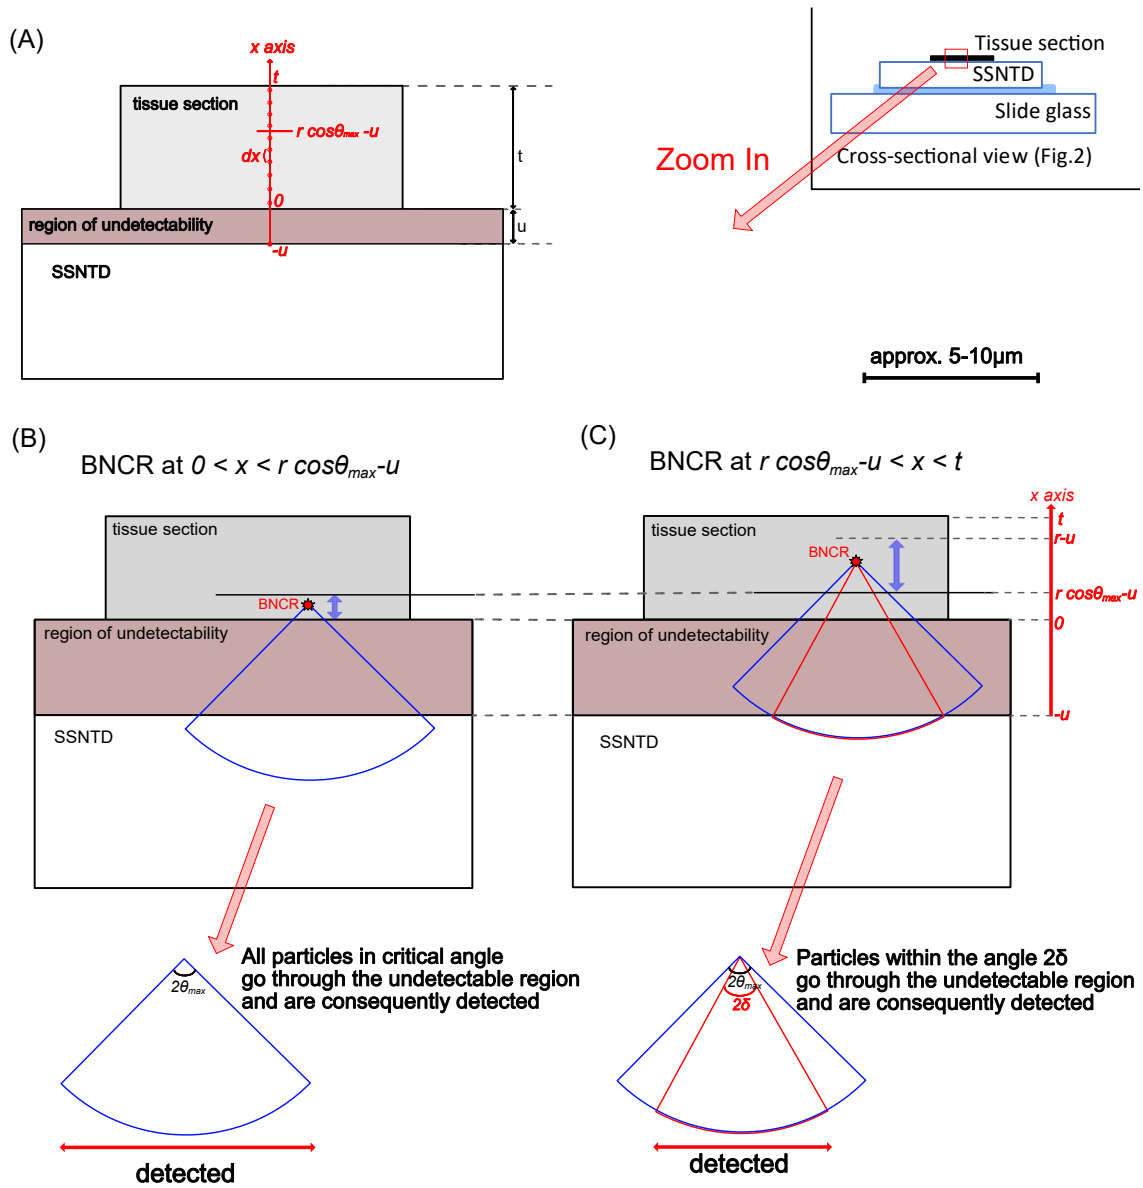 (A)
x axis
t
tissue section
r cosθmax -u
dx
t
0
region of undetectability
u
-u
SSNTD
Tissue section
SSNTD
Slide glass
Cross-sectional view (Fig.2)
Zoom In
approx. 5-10μm
(B)
BNCR at 0 < x < r cosθmax-u
tissue section
BNCR
region of undetectability
SSNTD
All particles in critical angle
go through the undetectable region
and are consequently detected
2θmax
detected
(C)
BNCR at r cosθmax-u < x < t
x axis
tissue section
t
r-u
BNCR
r cosθmax-u
0
region of undetectability
-u
SSNTD
Particles within the angle 2δ
go through the undetectable region
and are consequently detected
2θmax
2δ
detected